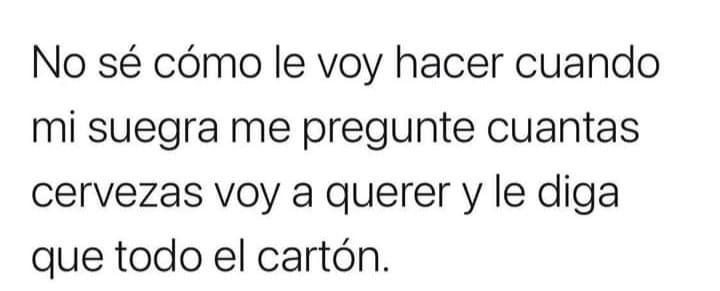 No sé cómo le voy hacer cuando
mi suegra me pregunte cuantas
cervezas voy a querer y le diga
que todo el cartón.